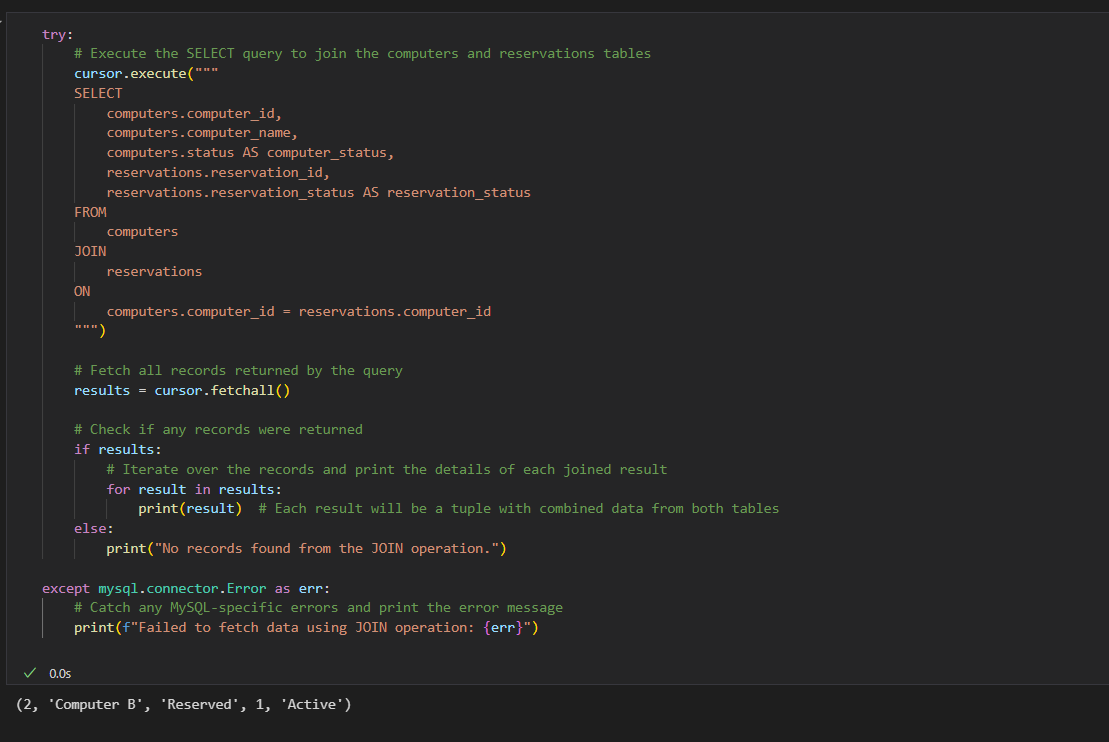 try:
# Execute the SELECT query to join the computers and reservations tables
cursor.execute("""
SELECT
computers.computer_id,
computers.computer_name,
computers.status AS computer_status,
reservations.reservation_id,
reservations.reservation_status AS reservation_status
FROM
computers
JOIN
reservations
ON
computers.computer_id = reservations.computer_id
""")
# Fetch all records returned by the query
results = cursor.fetchall()
# Check if any records were returned
if results:
# Iterate over the records and print the details of each joined result
for result in results:
print(result)  # Each result will be a tuple with combined data from both tables
else:
print("No records found from the JOIN operation.")
except mysql.connector.Error as err:
# Catch any MySQL-specific errors and print the error message
print(f"Failed to fetch data using JOIN operation: {err}")
0.0s
(2, 'Computer B', 'Reserved', 1, 'Active')